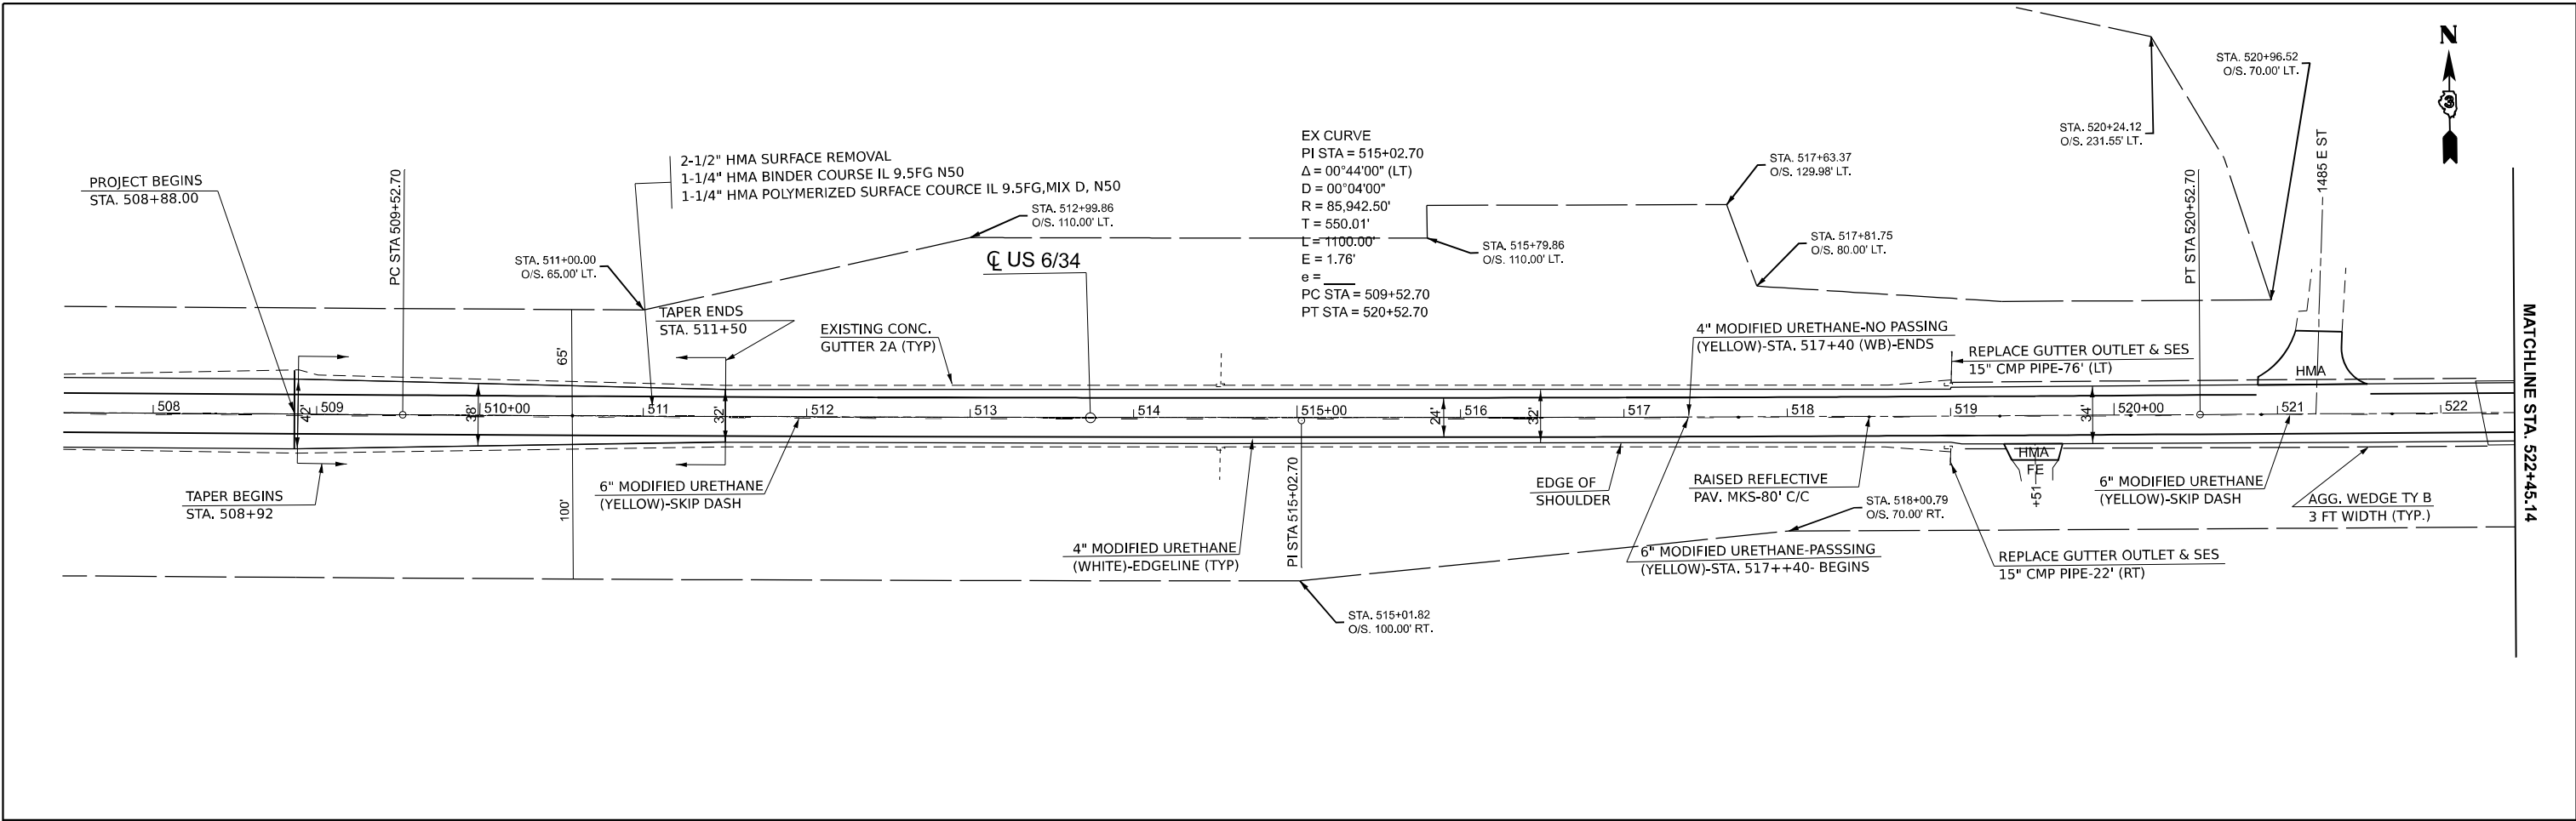 PROJECT BEGINS
STA. 508+88.00
PC STA 509+52.70
2-1/2" HMA SURFACE REMOVAL
1-1/4" HMA BINDER COURSE IL 9.5FG N50
1-1/4" HMA POLYMERIZED SURFACE COURCE IL 9.5FG,MIX D, N50
STA. 511+00.00
O/S. 65.00' LT.
STA. 512+99.86
O/S. 110.00' LT.
℄ US 6/34
EX CURVE
PI STA = 515+02.70
Δ = 00°44'00" (LT)
D = 00°04'00"
R = 85,942.50'
T = 550.01'
L = 1100.00'
E = 1.76'
e = ____
PC STA = 509+52.70
PT STA = 520+52.70
STA. 515+79.86
O/S. 110.00' LT.
STA. 517+63.37
O/S. 129.98' LT.
STA. 517+81.75
O/S. 80.00' LT.
STA. 520+24.12
O/S. 231.55' LT.
STA. 520+96.52
O/S. 70.00' LT.
PT STA 520+52.70
1485 E ST
N
3
MATCHLINE STA. 522+45.14
TAPER ENDS
STA. 511+50
EXISTING CONC.
GUTTER 2A (TYP)
65'
4" MODIFIED URETHANE-NO PASSING
(YELLOW)-STA. 517+40 (WB)-ENDS
REPLACE GUTTER OUTLET & SES
15" CMP PIPE-76' (LT)
HMA
508
42'
509
38'
510+00
511
32'
512
513
514
515+00
24'
516
32'
517
518
519
34'
520+00
521
522
HMA
FE
+51
TAPER BEGINS
STA. 508+92
100'
6" MODIFIED URETHANE
(YELLOW)-SKIP DASH
4" MODIFIED URETHANE
(WHITE)-EDGELINE (TYP)
PI STA 515+02.70
EDGE OF
SHOULDER
RAISED REFLECTIVE
PAV. MKS-80' C/C
STA. 518+00.79
O/S. 70.00' RT.
6" MODIFIED URETHANE-PASSSING
(YELLOW)-STA. 517++40- BEGINS
6" MODIFIED URETHANE
(YELLOW)-SKIP DASH
AGG. WEDGE TY B
3 FT WIDTH (TYP.)
REPLACE GUTTER OUTLET & SES
15" CMP PIPE-22' (RT)
STA. 515+01.82
O/S. 100.00' RT.